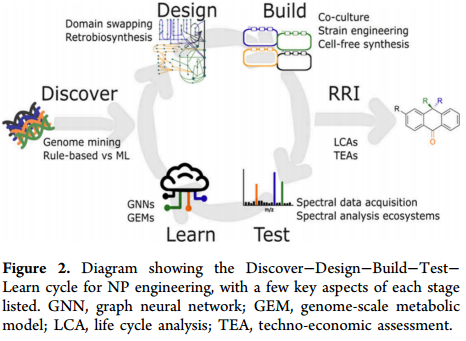 Design
Domain swapping
Retrobiosynthesis
Build
Co-culture
Strain engineering
Cell-free synthesis
Discover
Genome mining
Rule-based vs ML
RRI
LCAs
TEAs
R
R
R
O
GNNs
GEMs
Learn
m/z
Spectral data acquisition
Spectral analysis ecosystems
Test
Figure 2. Diagram showing the Discover−Design−Build−Test−
Learn cycle for NP engineering, with a few key aspects of each stage
listed. GNN, graph neural network; GEM, genome-scale metabolic
model; LCA, life cycle analysis; TEA, techno-economic assessment.